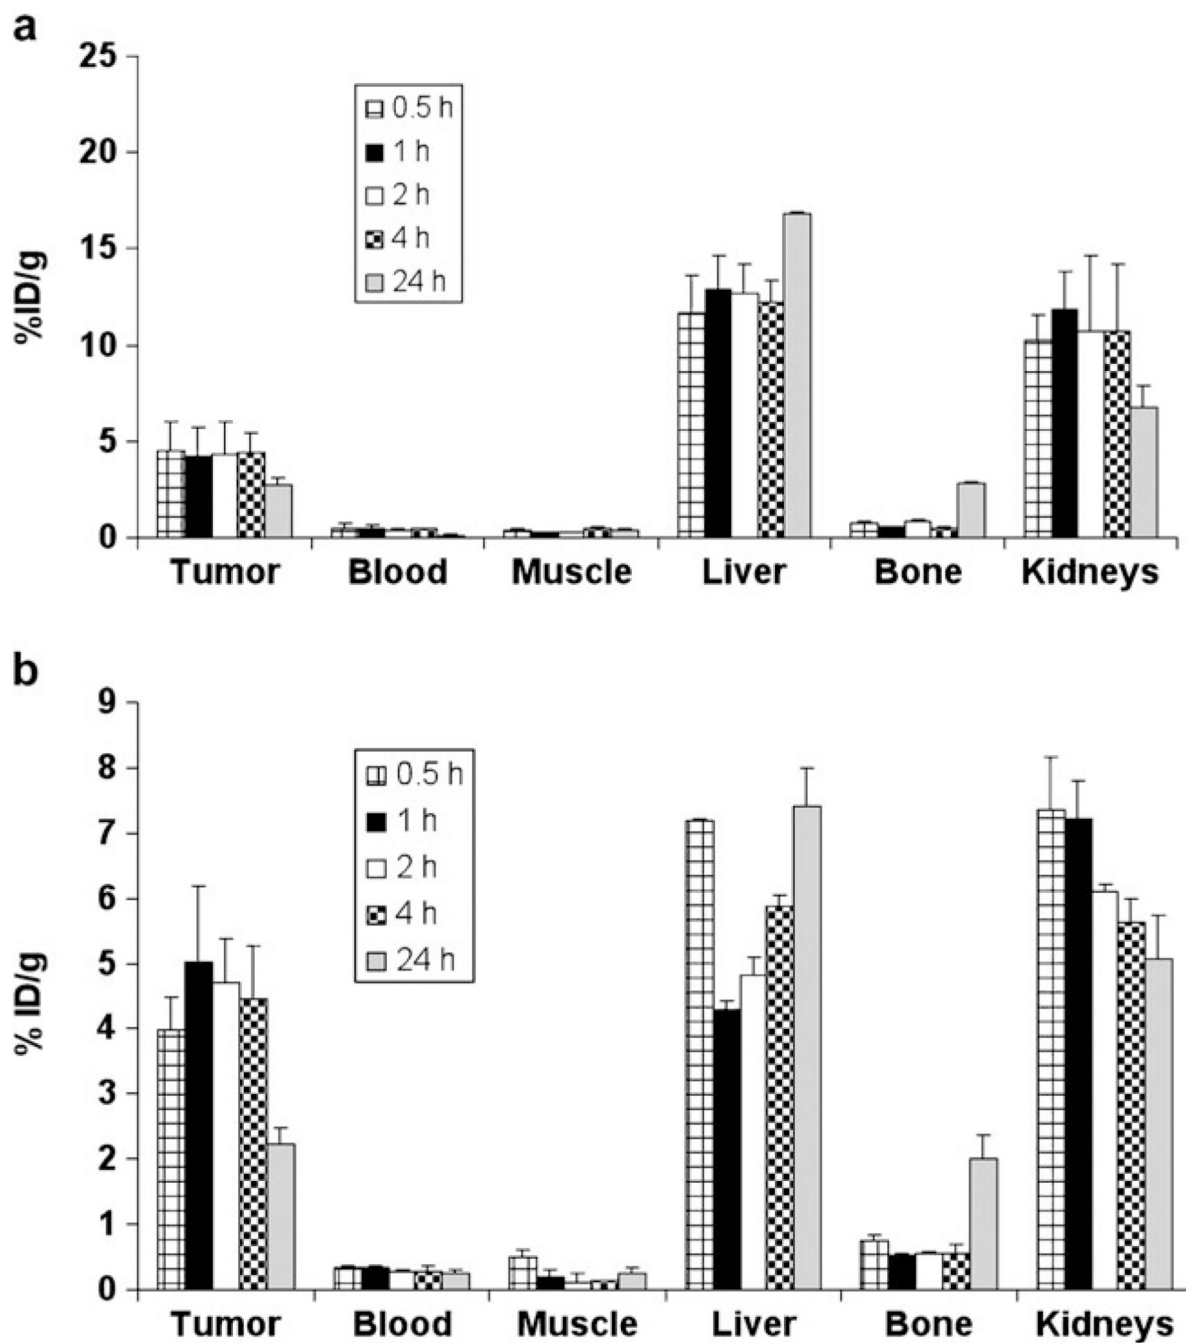 a
25
20
15
10
5
0
%ID/g
0.5 h
1 h
2 h
4 h
24 h
Tumor Blood Muscle Liver Bone Kidneys
b
9
8
7
6
5
4
3
2
1
0
% ID/g
0.5 h
1 h
2 h
4 h
24 h
Tumor Blood Muscle Liver Bone Kidneys